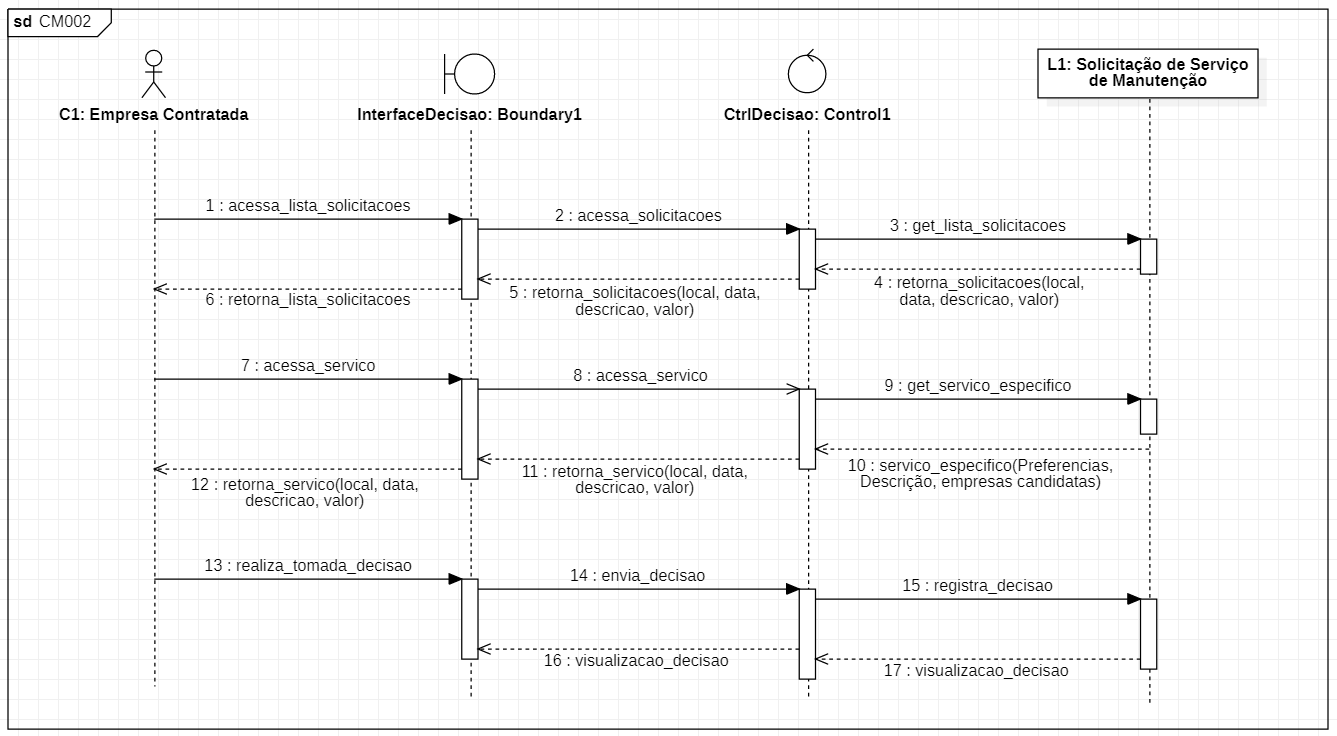 sd CM002
C1: Empresa Contratada
InterfaceDecisao: Boundary1
CtrlDecisao: Control1
L1: Solicitação de Serviço
de Manutenção
1 : acessa_lista_solicitacoes
2 : acessa_solicitacoes
3 : get_lista_solicitacoes
4 : retorna_solicitacoes(local,
data, descricao, valor)
5 : retorna_solicitacoes(local, data,
descricao, valor)
6 : retorna_lista_solicitacoes
7 : acessa_servico
8 : acessa_servico
9 : get_servico_especifico
10 : servico_especifico(Preferencias,
Descrição, empresas candidatas)
11 : retorna_servico(local, data,
descricao, valor)
12 : retorna_servico(local, data,
descricao, valor)
13 : realiza_tomada_decisao
14 : envia_decisao
15 : registra_decisao
16 : visualizacao_decisao
17 : visualizacao_decisao